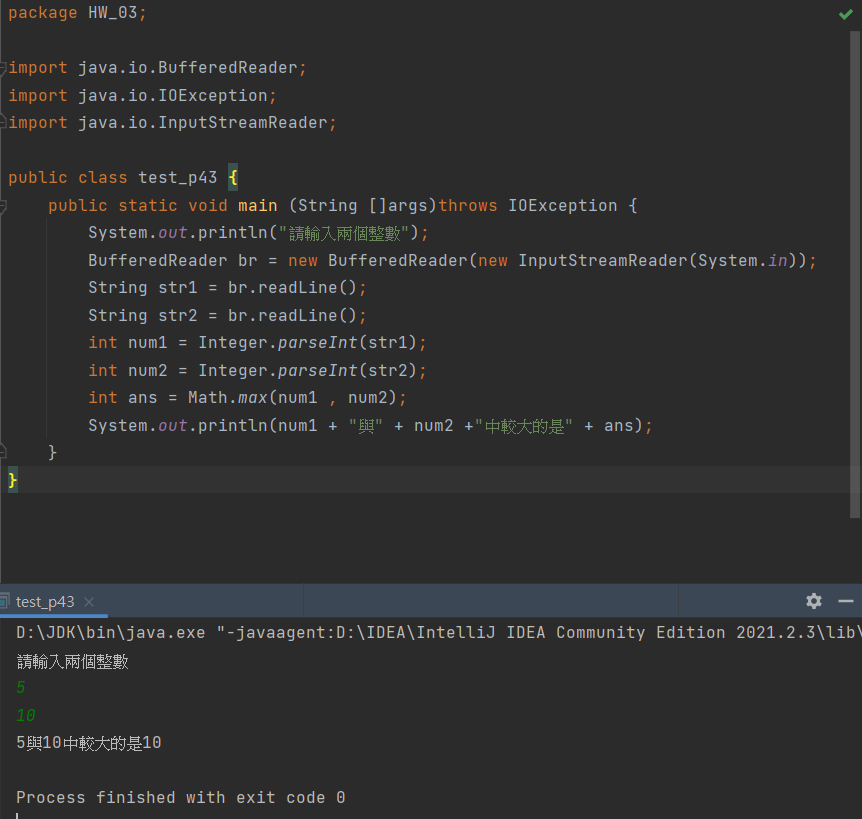 package HW_03;
import java.io.BufferedReader;
import java.io.IOException;
import java.io.InputStreamReader;
public class test_p43 {
public static void main (String []args)throws IOException {
System.out.println("請輸入兩個整數");
BufferedReader br = new BufferedReader(new InputStreamReader(System.in));
String str1 = br.readLine();
String str2 = br.readLine();
int num1 = Integer.parseInt(str1);
int num2 = Integer.parseInt(str2);
int ans = Math.max(num1 , num2);
System.out.println(num1 + "與" + num2 +"中較大的是" + ans);
}
}
test_p43
D:\JDK\bin\java.exe "-javaagent:D:\IDEA\IntelliJ IDEA Community Edition 2021.2.3\lib\
請輸入兩個整數
5
10
5與10中較大的是10
Process finished with exit code 0